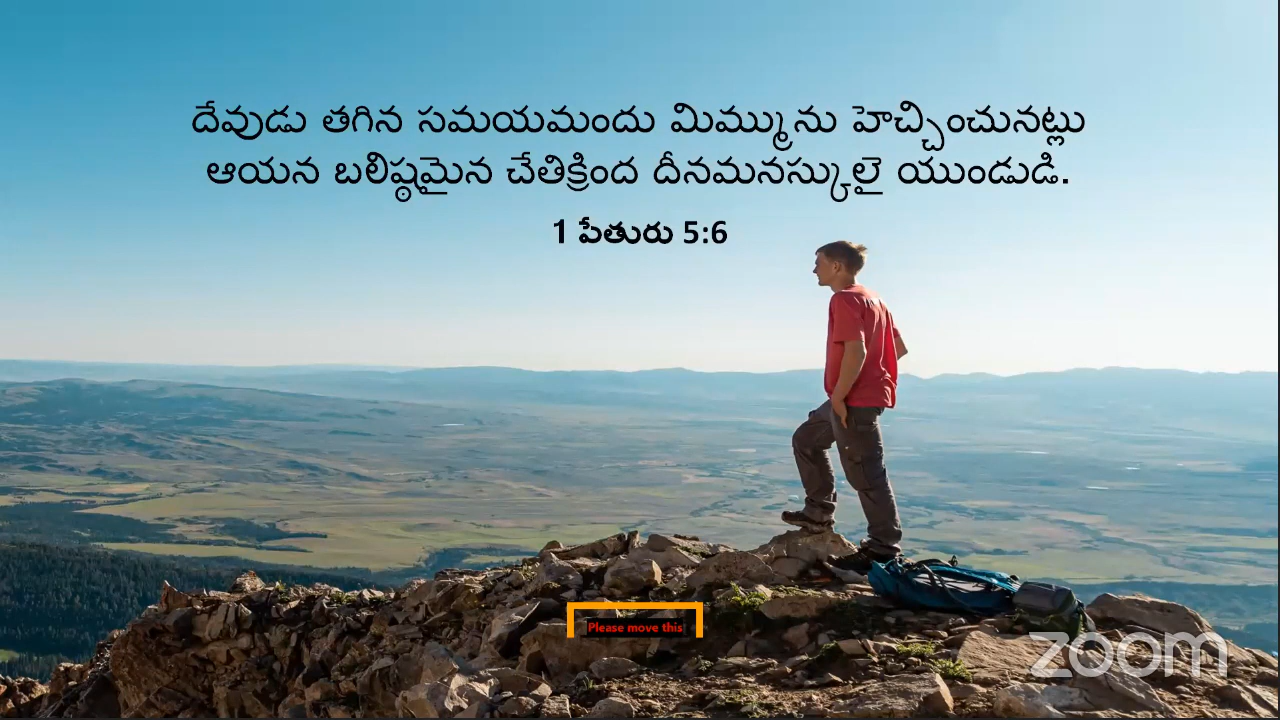 దేవుడు తగిన సమయమందు మిమ్మును హెచ్చించునట్లు
ఆయన బలిష్ఠమైన చేతిక్రింద దీనమనస్కులై యుండుడి.
1 పేతురు 5:6
Please move this
zoom